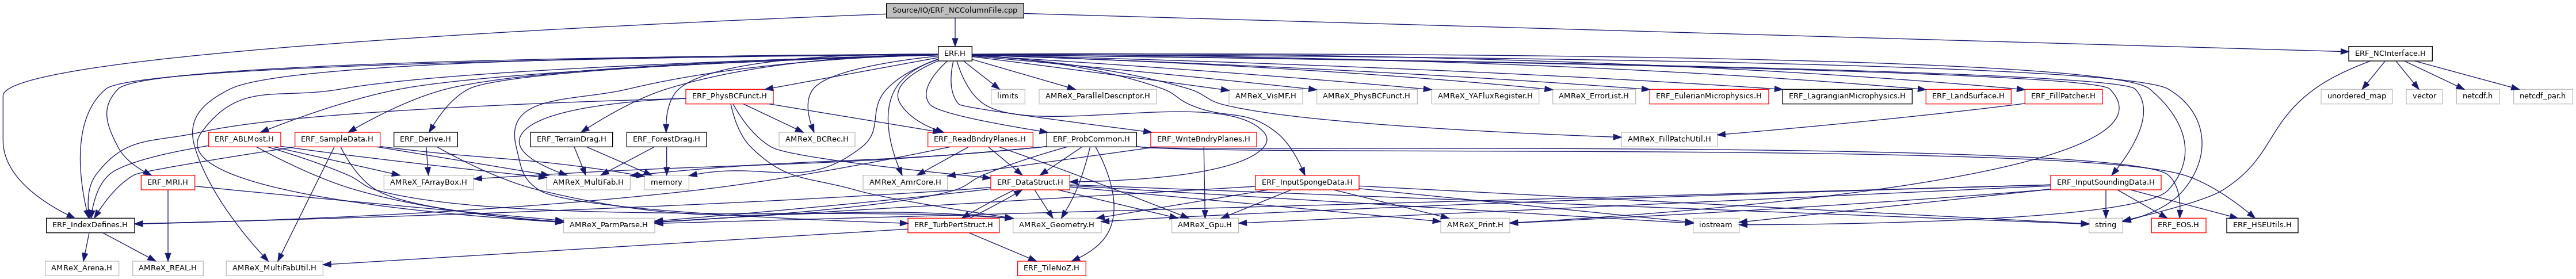 Source/IO/ERF_NCColumnFile.cpp
ERF.H
ERF_NCInterface.H
ERF_PhysBCFunct.H
limits
AMReX_ParallelDescriptor.H
AMReX_VisMF.H
AMReX_PhysBCFunct.H
AMReX_YAFluxRegister.H
AMReX_ErrorList.H
ERF_EulerianMicrophysics.H
ERF_LagrangianMicrophysics.H
ERF_LandSurface.H
ERF_FillPatcher.H
unordered_map
vector
netcdf.h
netcdf_par.h
ERF_ABLMost.H
ERF_SampleData.H
ERF_Derive.H
ERF_TerrainDrag.H
ERF_ForestDrag.H
AMReX_BCRec.H
ERF_ReadBndryPlanes.H
ERF_ProbCommon.H
ERF_WriteBndryPlanes.H
AMReX_FillPatchUtil.H
ERF_MRI.H
AMReX_FArrayBox.H
AMReX_MultiFab.H
memory
AMReX_AmrCore.H
ERF_DataStruct.H
ERF_InputSpongeData.H
ERF_InputSoundingData.H
ERF_IndexDefines.H
AMReX_ParmParse.H
ERF_TurbPertStruct.H
AMReX_Geometry.H
AMReX_Gpu.H
AMReX_Print.H
iostream
string
ERF_EOS.H
ERF_HSEUtils.H
AMReX_Arena.H
AMReX_REAL.H
AMReX_MultiFabUtil.H
ERF_TileNoZ.H